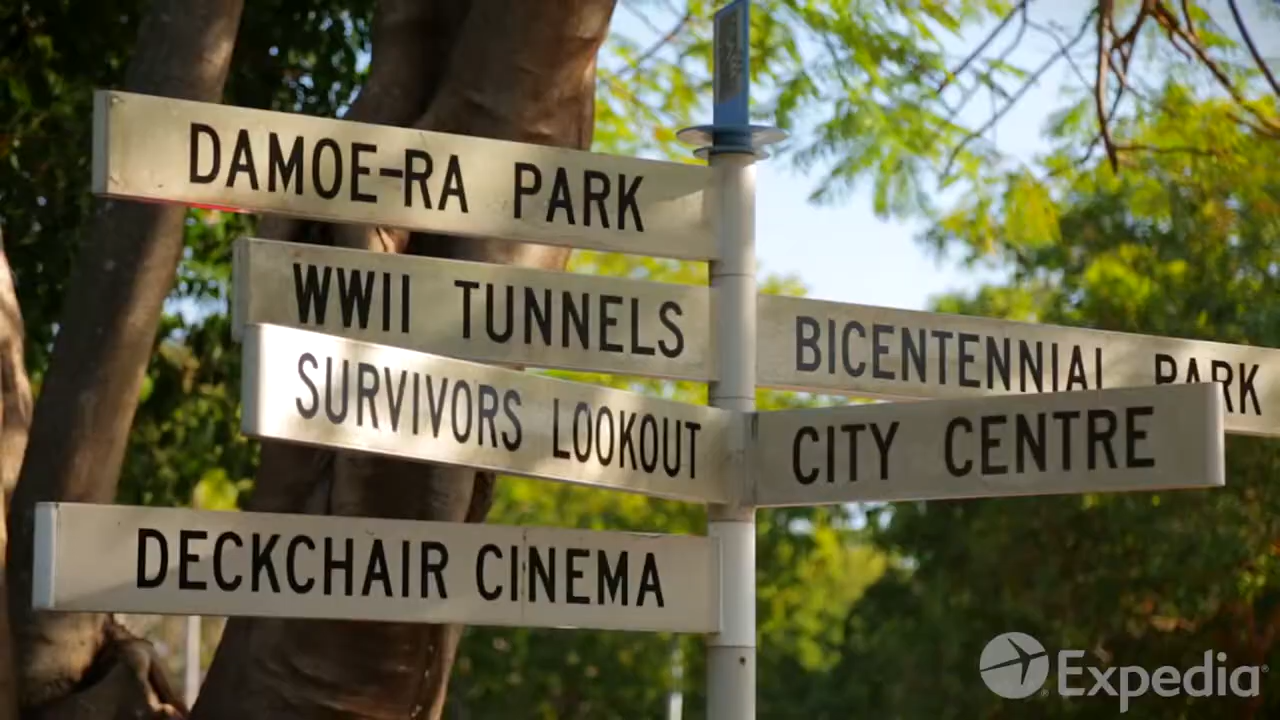 DAMOE-RA PARK
WWII TUNNELS
BICENTENNIAL PARK
SURVIVORS LOOKOUT
CITY CENTRE
DECKCHAIR CINEMA
Expedia®